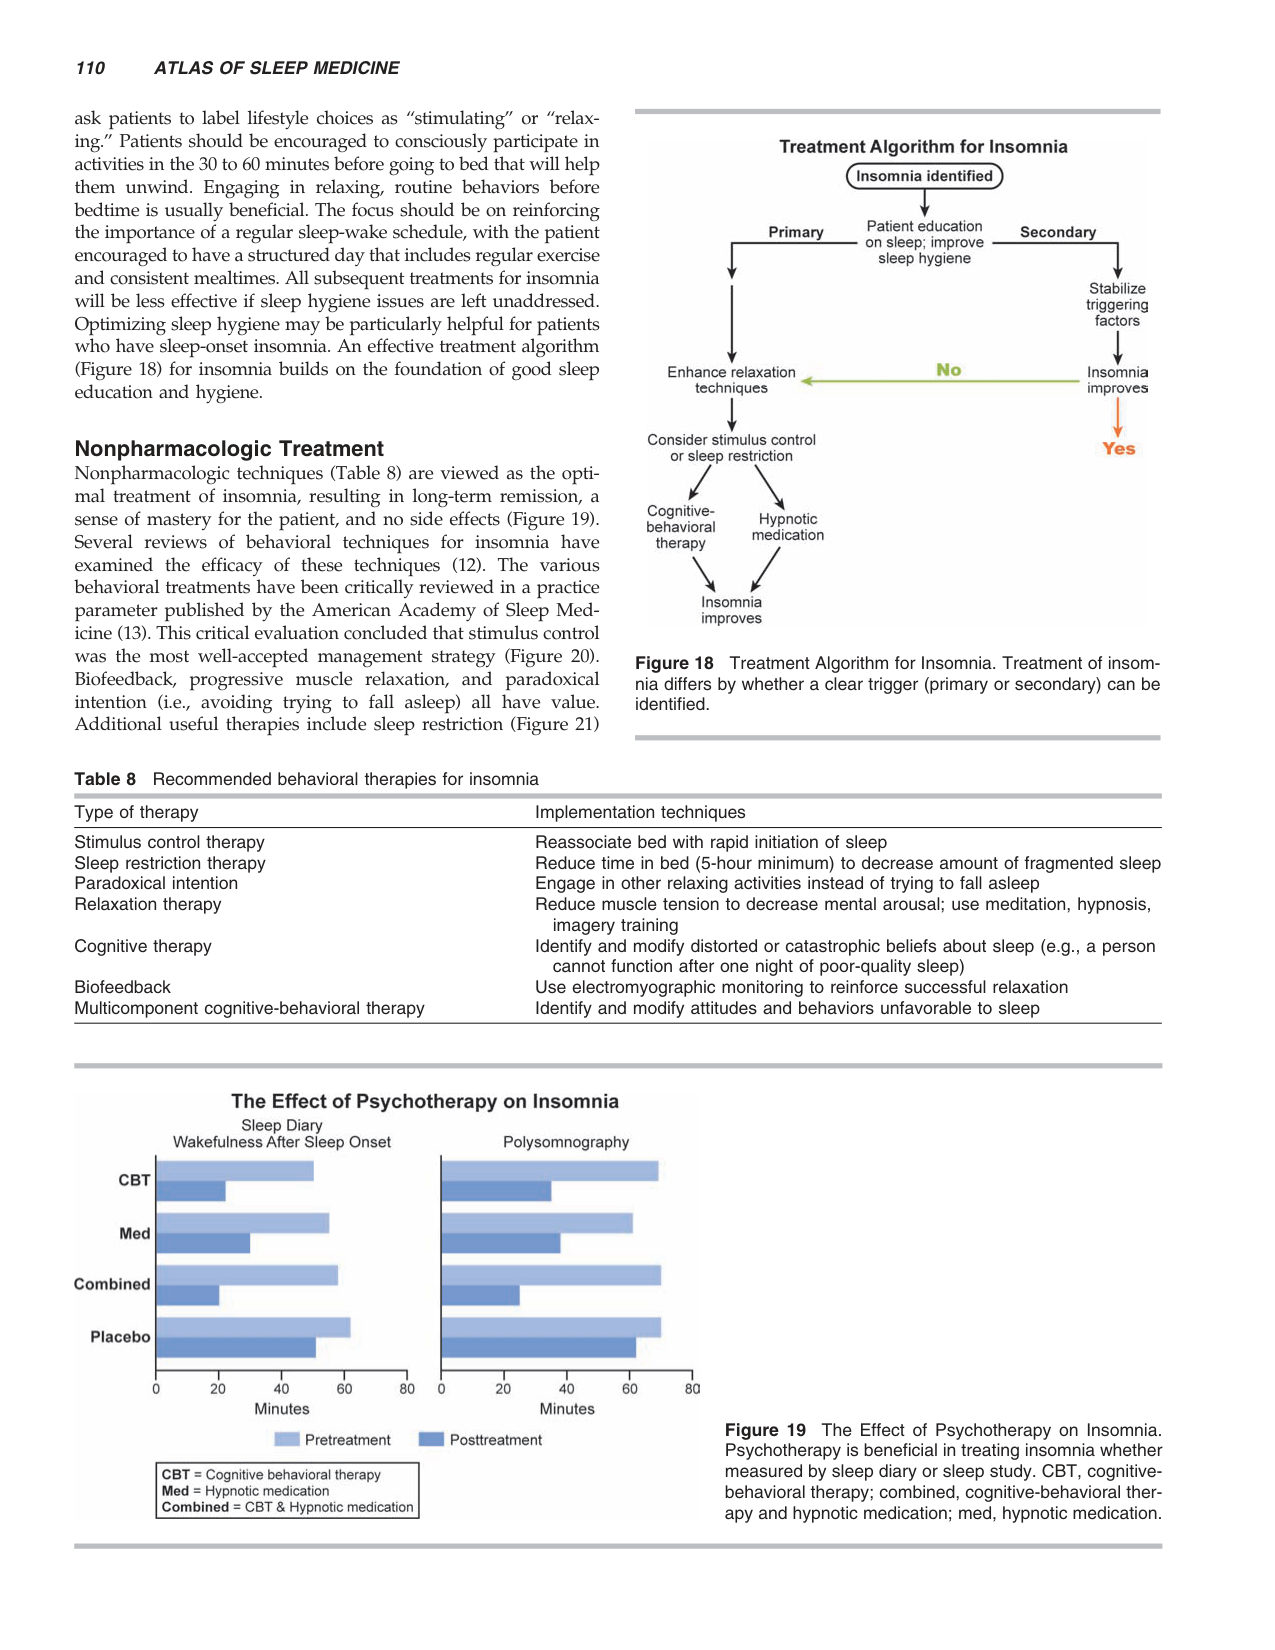 110 ATLAS OF SLEEP MEDICINE
ask patients to label lifestyle choices as “stimulating” or “relax-
ing.” Patients should be encouraged to consciously participate in
activities in the 30 to 60 minutes before going to bed that will help
them unwind. Engaging in relaxing, routine behaviors before
bedtime is usually beneficial. The focus should be on reinforcing
the importance of a regular sleep-wake schedule, with the patient
encouraged to have a structured day that includes regular exercise
and consistent mealtimes. All subsequent treatments for insomnia
will be less effective if sleep hygiene issues are left unaddressed.
Optimizing sleep hygiene may be particularly helpful for patients
who have sleep-onset insomnia. An effective treatment algorithm
(Figure 18) for insomnia builds on the foundation of good sleep
education and hygiene.
Nonpharmacologic Treatment
Nonpharmacologic techniques (Table 8) are viewed as the opti-
mal treatment of insomnia, resulting in long-term remission, a
sense of mastery for the patient, and no side effects (Figure 19).
Several reviews of behavioral techniques for insomnia have
examined the efficacy of these techniques (12). The various
behavioral treatments have been critically reviewed in a practice
parameter published by the American Academy of Sleep Med-
icine (13). This critical evaluation concluded that stimulus control
was the most well-accepted management strategy (Figure 20).
Biofeedback, progressive muscle relaxation, and paradoxical
intention (i.e., avoiding trying to fall asleep) all have value.
Additional useful therapies include sleep restriction (Figure 21)
Treatment Algorithm for Insomnia
Insomnia identified
Primary
Patient education
on sleep; improve
sleep hygiene
Secondary
Stabilize
triggering
factors
Enhance relaxation
techniques
No
Insomnia
improves
Yes
Consider stimulus control
or sleep restriction
Cognitive-
behavioral
therapy
Hypnotic
medication
Insomnia
improves
Figure 18 Treatment Algorithm for Insomnia. Treatment of insom-
nia differs by whether a clear trigger (primary or secondary) can be
identified.
Table 8 Recommended behavioral therapies for insomnia
Type of therapy Implementation techniques
Stimulus control therapy Reassociate bed with rapid initiation of sleep
Sleep restriction therapy Reduce time in bed (5-hour minimum) to decrease amount of fragmented sleep
Paradoxical intention Engage in other relaxing activities instead of trying to fall asleep
Relaxation therapy Reduce muscle tension to decrease mental arousal; use meditation, hypnosis,
imagery training
Cognitive therapy Identify and modify distorted or catastrophic beliefs about sleep (e.g., a person
cannot function after one night of poor-quality sleep)
Biofeedback Use electromyographic monitoring to reinforce successful relaxation
Multicomponent cognitive-behavioral therapy Identify and modify attitudes and behaviors unfavorable to sleep
The Effect of Psychotherapy on Insomnia
Sleep Diary
Wakefulness After Sleep Onset Polysomnography
CBT
Med
Combined
Placebo
0 20 40 60 80 0 20 40 60 80
Minutes Minutes
Pretreatment Posttreatment
CBT = Cognitive behavioral therapy
Med = Hypnotic medication
Combined = CBT & Hypnotic medication
Figure 19 The Effect of Psychotherapy on Insomnia.
Psychotherapy is beneficial in treating insomnia whether
measured by sleep diary or sleep study. CBT, cognitive-
behavioral therapy; combined, cognitive-behavioral ther-
apy and hypnotic medication; med, hypnotic medication.